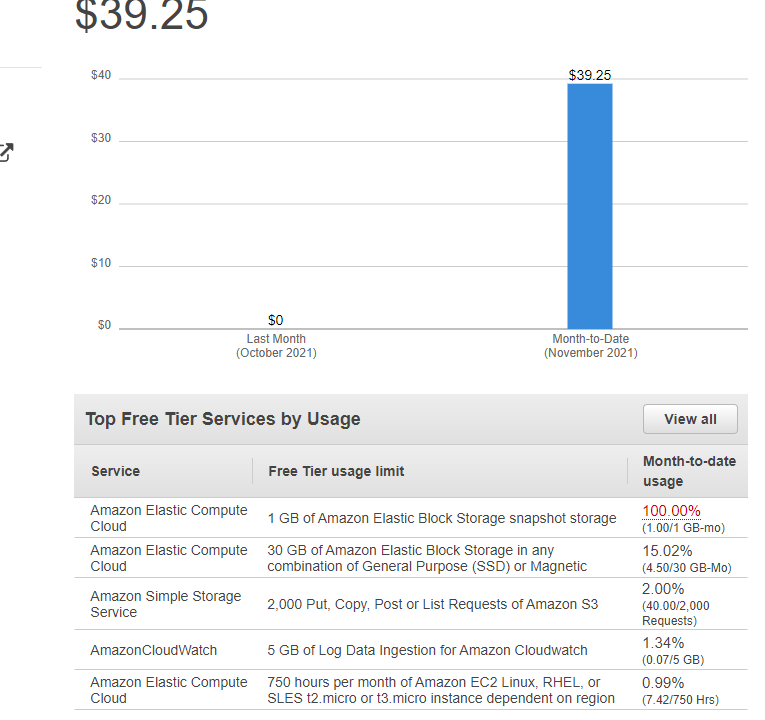 $39.25
$40
$39.25
$30
$20
$10
$0
$0
Last Month
(October 2021)
Month-to-Date
(November 2021)
Top Free Tier Services by Usage
View all
Service
Free Tier usage limit
Month-to-date
usage
Amazon Elastic Compute
Cloud
1 GB of Amazon Elastic Block Storage snapshot storage
100.00%
(1.00/1 GB-mo)
Amazon Elastic Compute
Cloud
30 GB of Amazon Elastic Block Storage in any
combination of General Purpose (SSD) or Magnetic
15.02%
(4.50/30 GB-Mo)
Amazon Simple Storage
Service
2,000 Put, Copy, Post or List Requests of Amazon S3
2.00%
(40.00/2,000
Requests)
AmazonCloudWatch
5 GB of Log Data Ingestion for Amazon Cloudwatch
1.34%
(0.07/5 GB)
Amazon Elastic Compute
Cloud
750 hours per month of Amazon EC2 Linux, RHEL, or
SLES t2.micro or t3.micro instance dependent on region
0.99%
(7.42/750 Hrs)